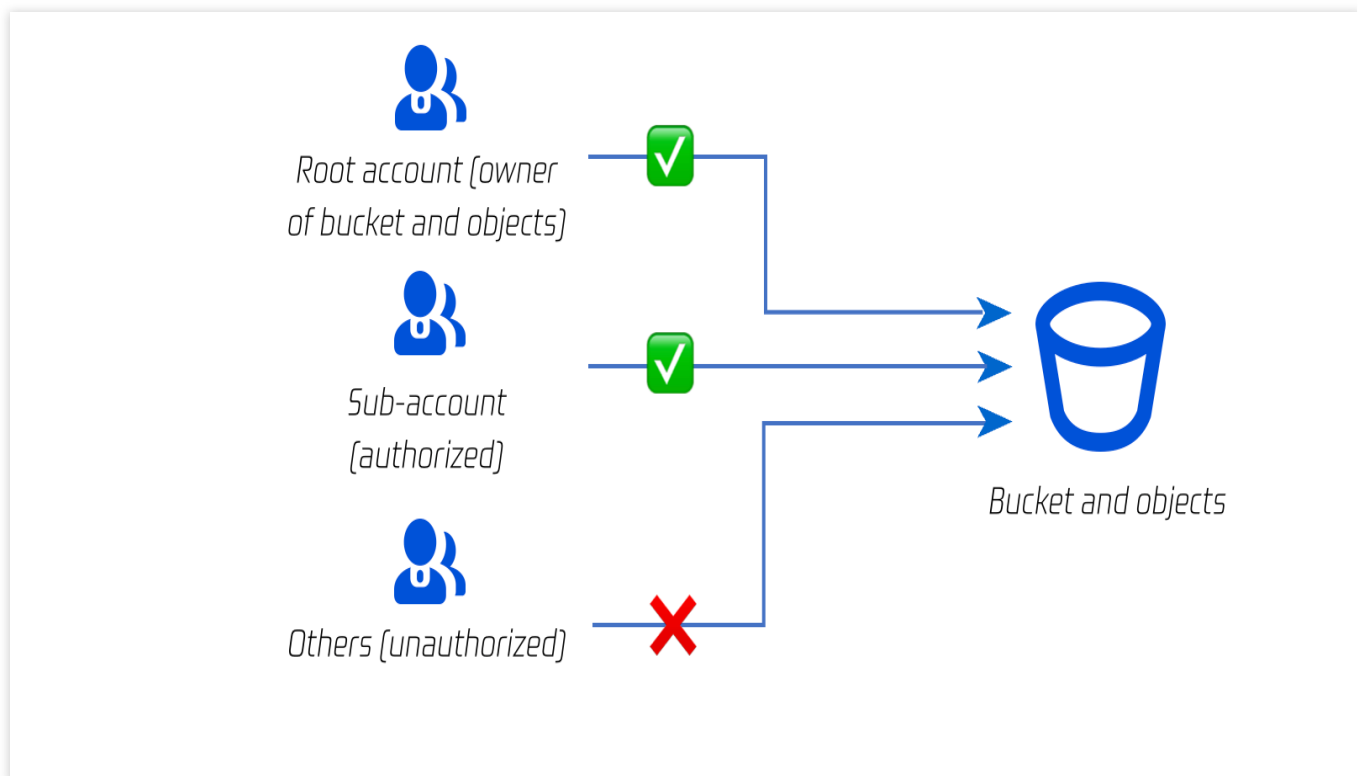 Root account (owner
of bucket and objects)
Sub-account
(authorized)
Others (unauthorized)
Bucket and objects